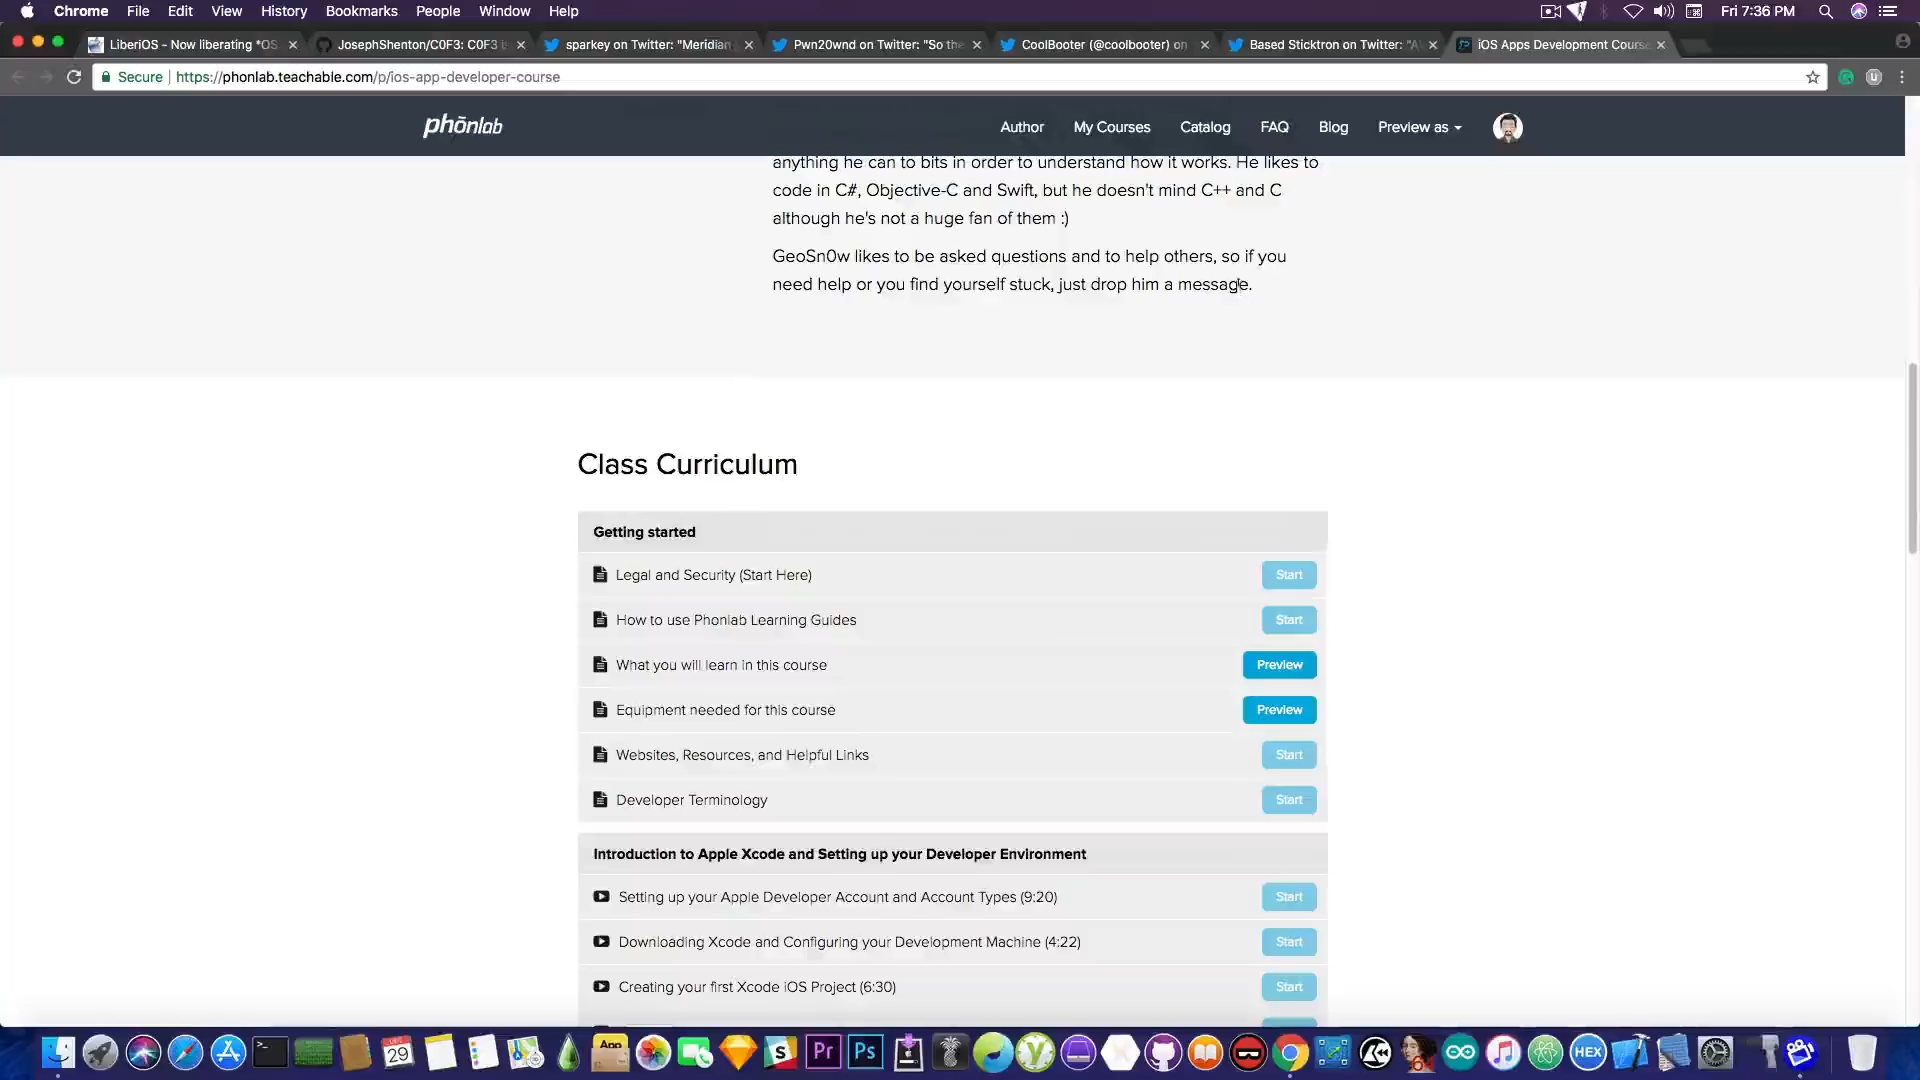 Chrome File Edit View History Bookmarks People Window Help Fri 7:36 PM
LiberiOS - Now liberating *OS JosephShenton/C0F3: C0F3 is sparkey on Twitter: "Meridian Pwn20wnd on Twitter: "So the CoolBooter (@coolbooter) on Based Sticktron on Twitter: "A iOS Apps Development Course
Secure https://phonlab.teachable.com/p/ios-app-developer-course
phōnlab Author My Courses Catalog FAQ Blog Preview as
anything he can to bits in order to understand how it works. He likes to
code in C#, Objective-C and Swift, but he doesn't mind C++ and C
although he's not a huge fan of them :)
GeoSn0w likes to be asked questions and to help others, so if you
need help or you find yourself stuck, just drop him a message.
Class Curriculum
Getting started
Legal and Security (Start Here) Start
How to use Phonlab Learning Guides Start
What you will learn in this course Preview
Equipment needed for this course Preview
Websites, Resources, and Helpful Links Start
Developer Terminology Start
Introduction to Apple Xcode and Setting up your Developer Environment
Setting up your Apple Developer Account and Account Types (9:20) Start
Downloading Xcode and Configuring your Development Machine (4:22) Start
Creating your first Xcode iOS Project (6:30) Start
29 App Pr Ps HEX